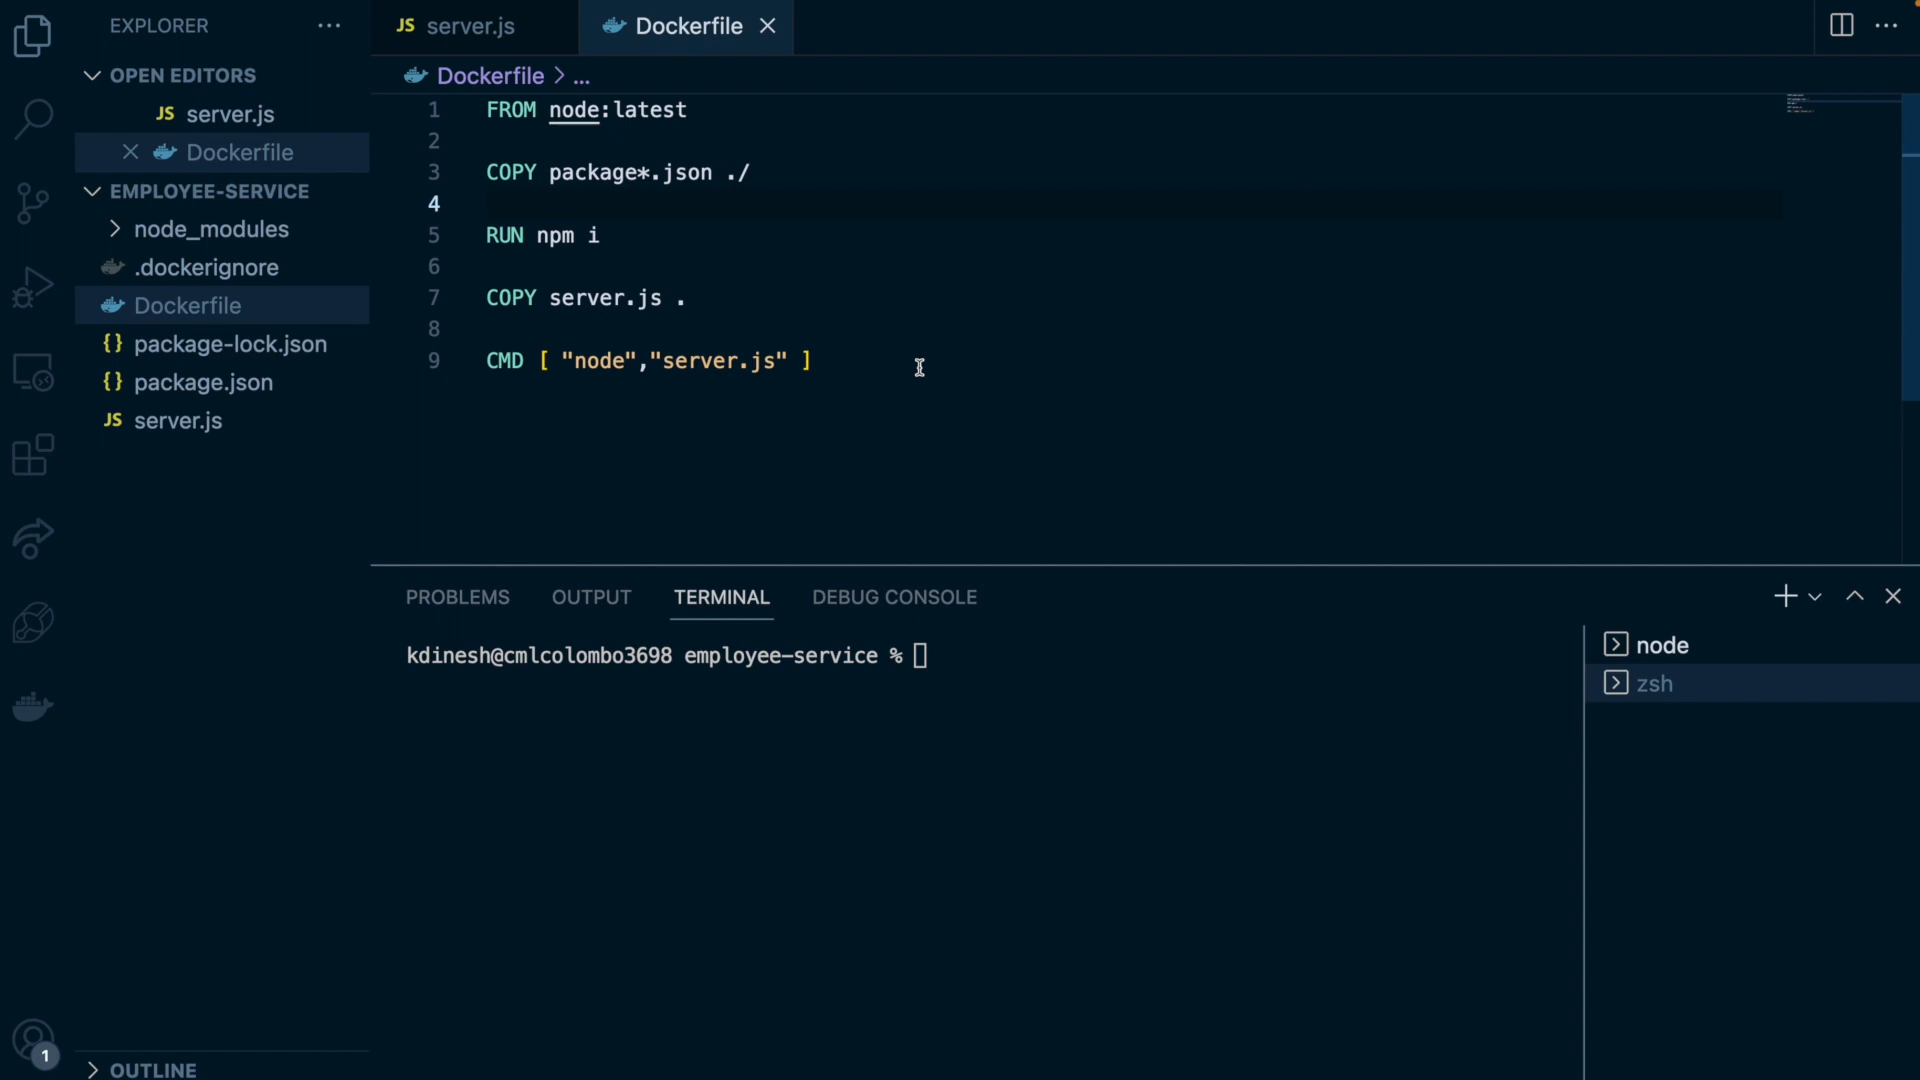 EXPLORER
OPEN EDITORS
JS server.js
Dockerfile
EMPLOYEE-SERVICE
node_modules
.dockerignore
Dockerfile
{} package-lock.json
{} package.json
JS server.js
OUTLINE
1
JS server.js
Dockerfile
Dockerfile > ...
1 FROM node:latest
2
3 COPY package*.json ./
4
5 RUN npm i
6
7 COPY server.js .
8
9 CMD [ "node","server.js" ]
PROBLEMS OUTPUT TERMINAL DEBUG CONSOLE
kdinesh@cmlcolombo3698 employee-service %
node
zsh